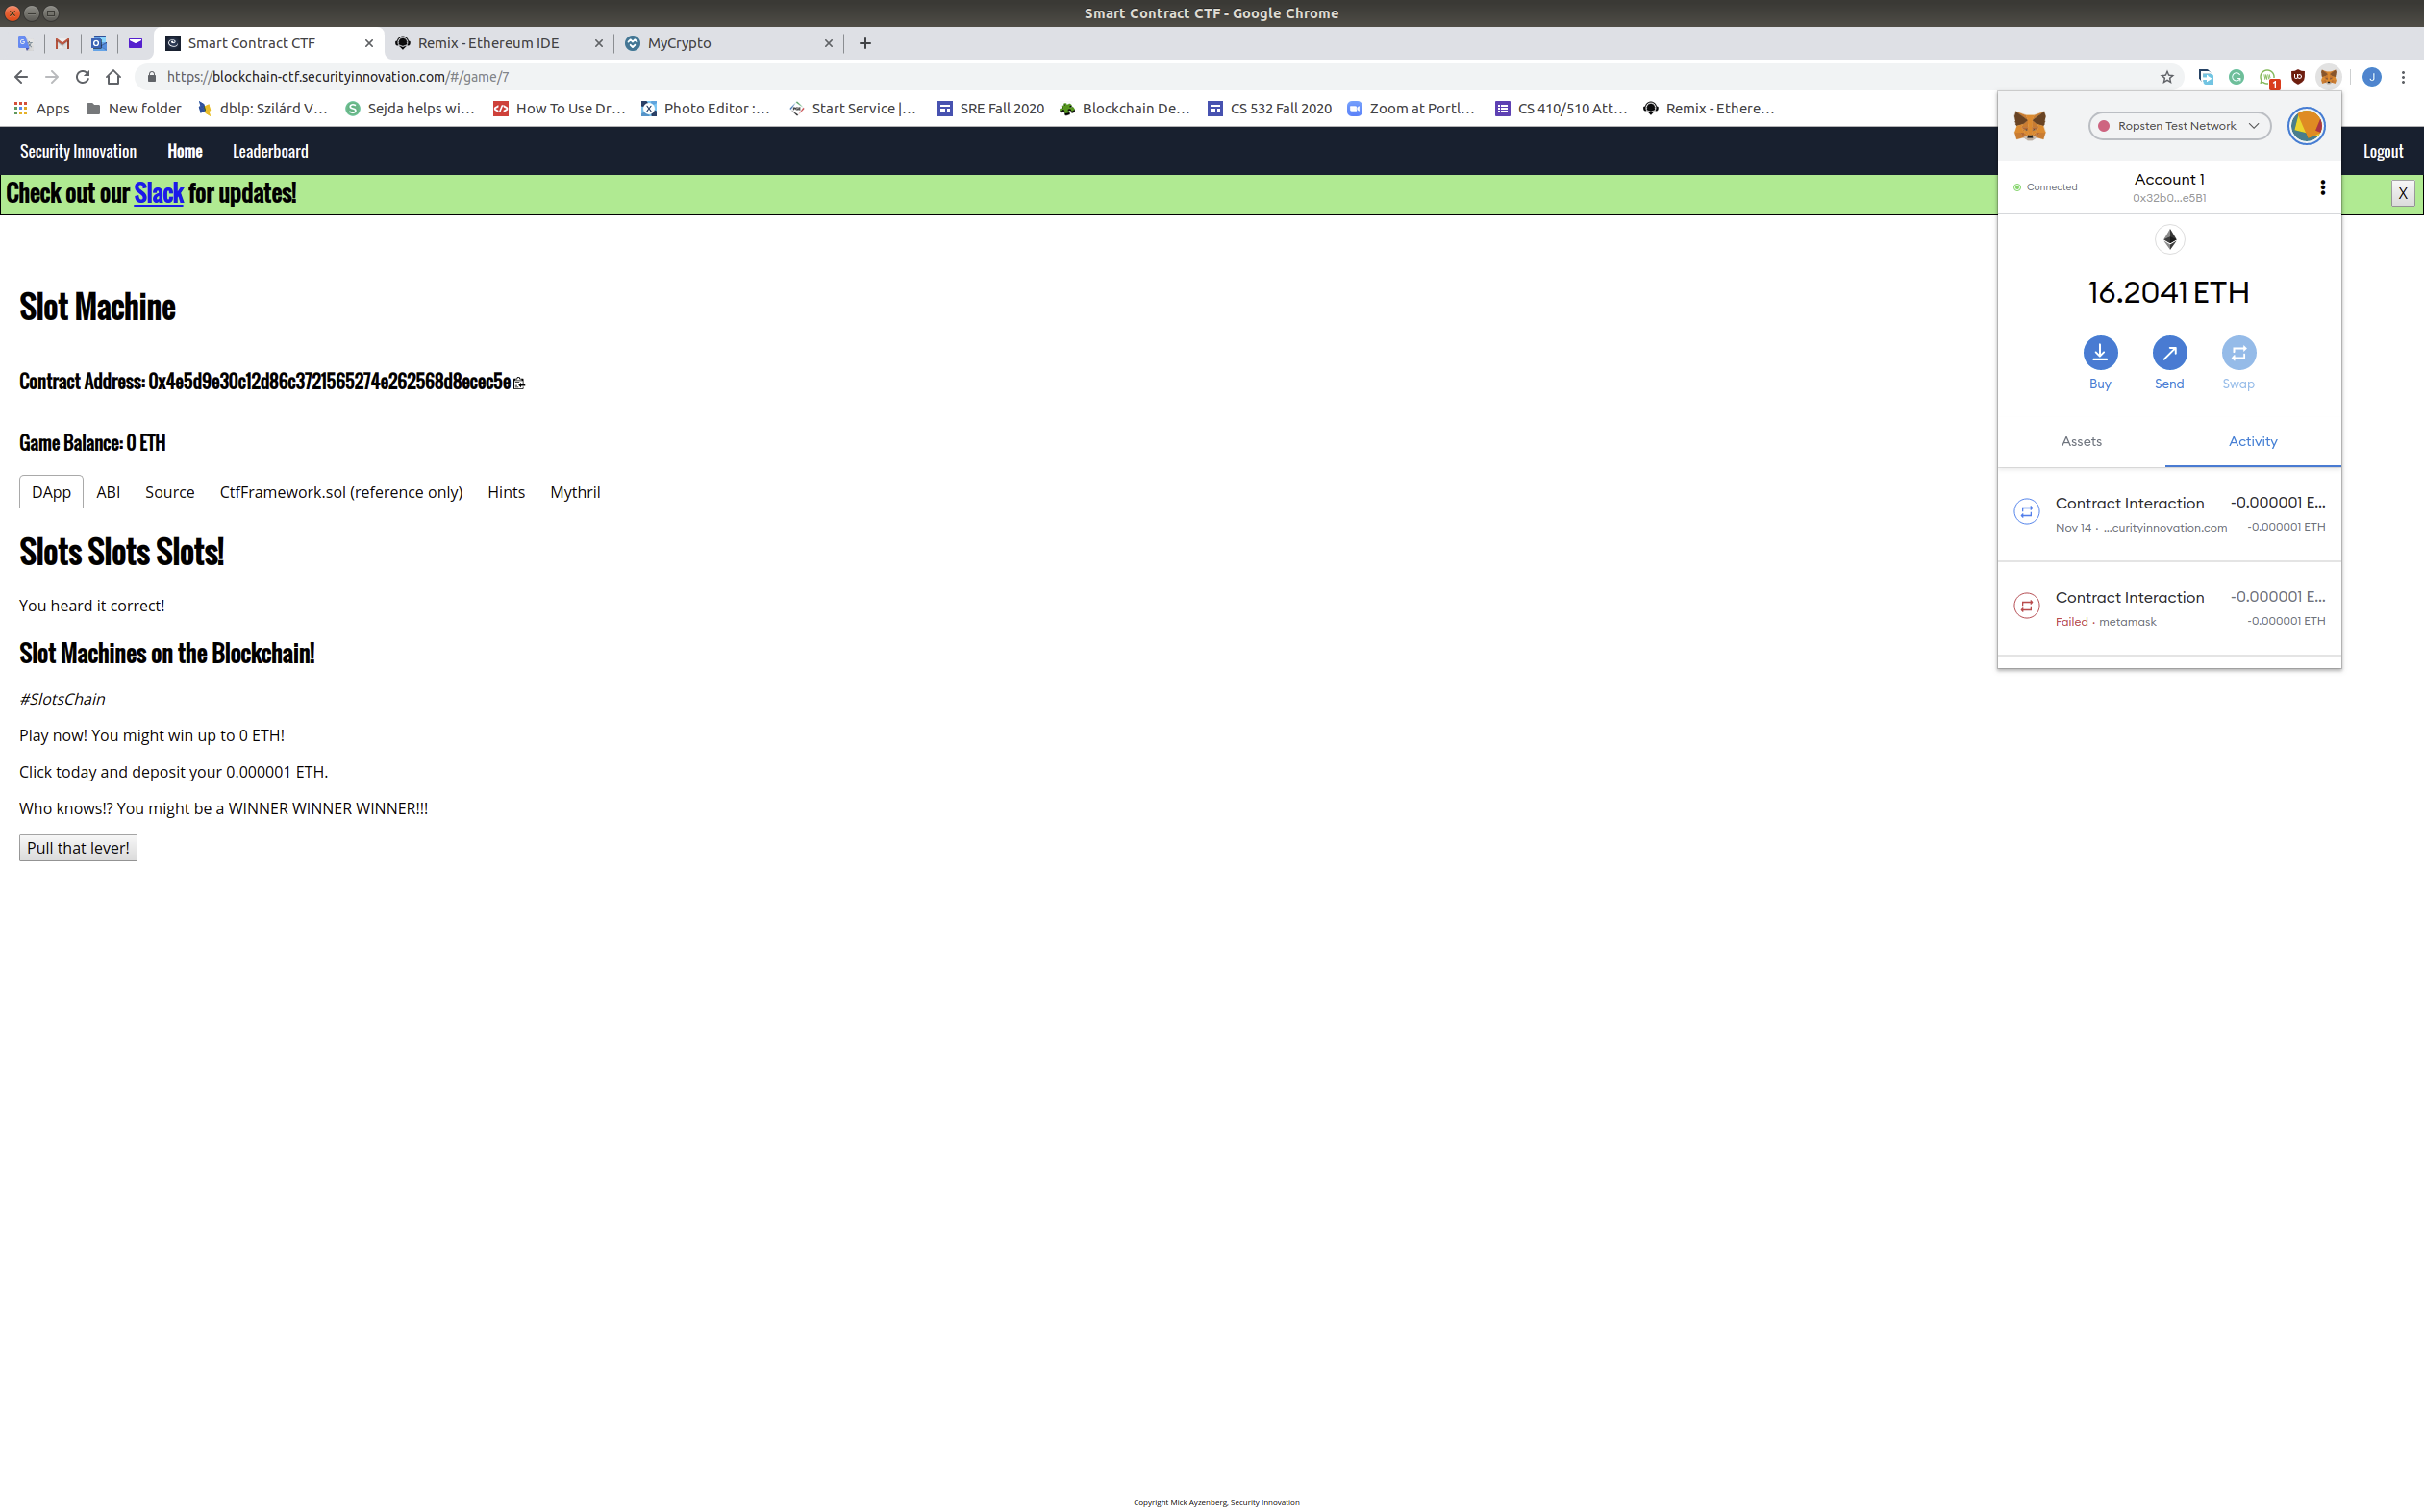 Smart Contract CTF - Google Chrome
Smart Contract CTF
Remix - Ethereum IDE
MyCrypto
https://blockchain-ctf.securityinnovation.com/#/game/7
1
J
Apps
New folder
dblp: Szilárd V...
Sejda helps wi...
How To Use Dr...
Photo Editor :...
Start Service |...
SRE Fall 2020
Blockchain De...
CS 532 Fall 2020
Zoom at Portl...
CS 410/510 Att...
Remix - Ethere...
Security Innovation
Home
Leaderboard
Logout
Check out our Slack for updates!
X
Slot Machine
Contract Address: 0x4e5d9e30c12d86c3721565274e262568d8ecec5e
Game Balance: 0 ETH
DApp
ABI
Source
CtfFramework.sol (reference only)
Hints
Mythril
Slots Slots Slots!
You heard it correct!
Slot Machines on the Blockchain!
#SlotsChain
Play now! You might win up to 0 ETH!
Click today and deposit your 0.000001 ETH.
Who knows!? You might be a WINNER WINNER WINNER!!!
Pull that lever!
Ropsten Test Network
Connected
Account 1
0x32b0...e5B1
16.2041 ETH
Buy
Send
Swap
Assets
Activity
Contract Interaction
-0.000001 E...
Nov 14 · ...curityinnovation.com
-0.000001 ETH
Contract Interaction
-0.000001 E...
Failed · metamask
-0.000001 ETH
Copyright Mick Ayzenberg, Security Innovation